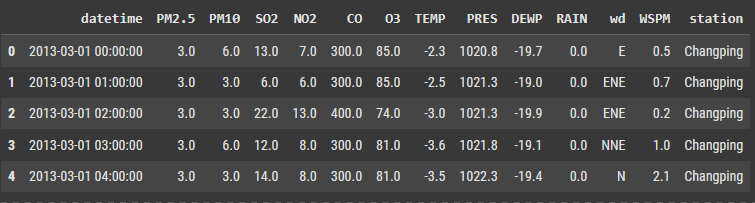 datetime PM2.5 PM10 SO2 NO2 CO O3 TEMP PRES DEWP RAIN wd WSPM station
0 2013-03-01 00:00:00 3.0 6.0 13.0 7.0 300.0 85.0 -2.3 1020.8 -19.7 0.0 E 0.5 Changping
1 2013-03-01 01:00:00 3.0 3.0 6.0 6.0 300.0 85.0 -2.5 1021.3 -19.0 0.0 ENE 0.7 Changping
2 2013-03-01 02:00:00 3.0 3.0 22.0 13.0 400.0 74.0 -3.0 1021.3 -19.9 0.0 ENE 0.2 Changping
3 2013-03-01 03:00:00 3.0 6.0 12.0 8.0 300.0 81.0 -3.6 1021.8 -19.1 0.0 NNE 1.0 Changping
4 2013-03-01 04:00:00 3.0 3.0 14.0 8.0 300.0 81.0 -3.5 1022.3 -19.4 0.0 N 2.1 Changping